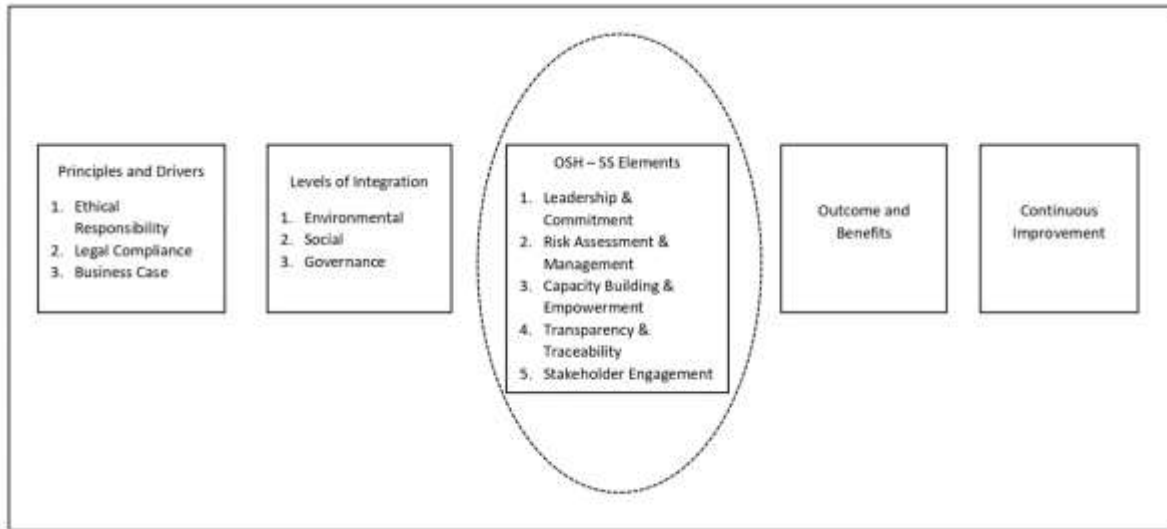 Principles and Drivers
1. Ethical
Responsibility
2. Legal Compliance
3. Business Case
Levels of Integration
1. Environmental
2. Social
3. Governance
OSH – SS Elements
1. Leadership &
Commitment
2. Risk Assessment &
Management
3. Capacity Building &
Empowerment
4. Transparency &
Traceability
5. Stakeholder Engagement
Outcome and
Benefits
Continuous
Improvement